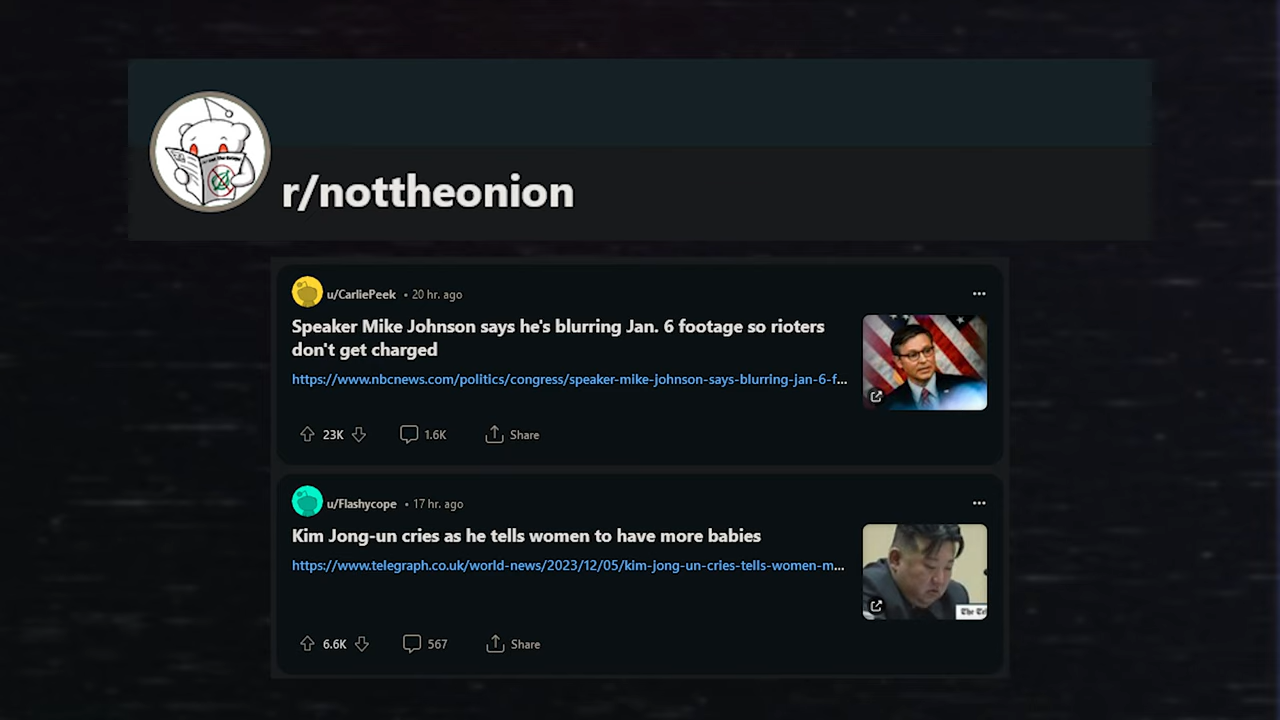 r/nottheonion
u/CarliePeek • 20 hr. ago
Speaker Mike Johnson says he's blurring Jan. 6 footage so rioters
don't get charged
https://www.nbcnews.com/politics/congress/speaker-mike-johnson-says-blurring-jan-6-f...
23K 1.6K Share
u/Flashycope • 17 hr. ago
Kim Jong-un cries as he tells women to have more babies
https://www.telegraph.co.uk/world-news/2023/12/05/kim-jong-un-cries-tells-women-m...
The Te
6.6K 567 Share